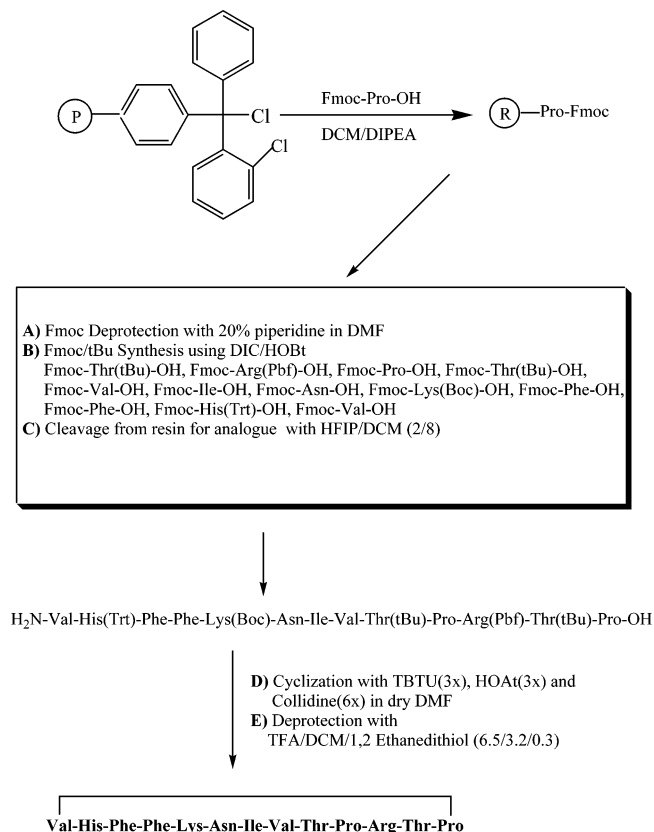 Cl
Cl
P
Fmoc-Pro-OH
DCM/DIPEA
R
Pro-Fmoc
A) Fmoc Deprotection with 20% piperidine in DMF
B) Fmoc/tBu Synthesis using DIC/HOBt
Fmoc-Thr(tBu)-OH, Fmoc-Arg(Pbf)-OH, Fmoc-Pro-OH, Fmoc-Thr(tBu)-OH,
Fmoc-Val-OH, Fmoc-Ile-OH, Fmoc-Asn-OH, Fmoc-Lys(Boc)-OH, Fmoc-Phe-OH,
Fmoc-Phe-OH, Fmoc-His(Trt)-OH, Fmoc-Val-OH
C) Cleavage from resin for analogue with HFIP/DCM (2/8)
H₂N-Val-His(Trt)-Phe-Phe-Lys(Boc)-Asn-Ile-Val-Thr(tBu)-Pro-Arg(Pbf)-Thr(tBu)-Pro-OH
D) Cyclization with TBTU(3x), HOAt(3x) and
Collidine(6x) in dry DMF
E) Deprotection with
TFA/DCM/1,2 Ethanedithiol (6.5/3.2/0.3)
Val-His-Phe-Phe-Lys-Asn-Ile-Val-Thr-Pro-Arg-Thr-Pro